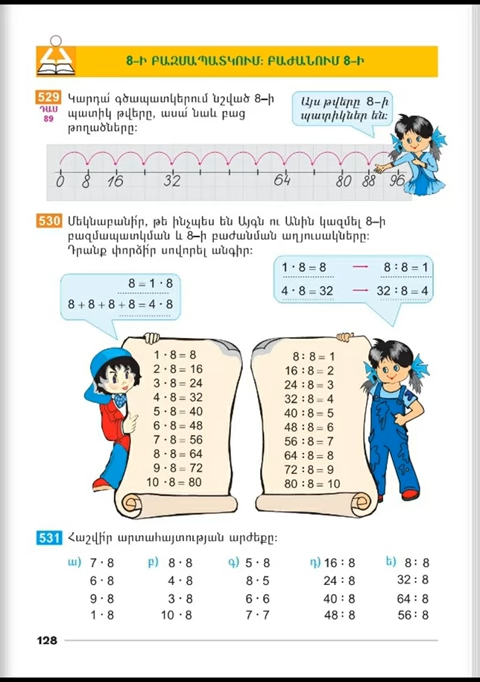 8–Ի ԲԱԶՄԱՊԱՏԿՈՒՄ: ԲԱԺԱՆՈՒՄ 8–Ի
529 Կարդա՛ գծապատկերում նշված 8–ի
ԴԱՍ
89
պատիկ թվերը, ասա՛ նաև բաց
թողածները:
Այս թվերը 8–ի
պատիկներ են:
0 8 16 32 64 80 88 96
530 Մեկնաբանի՛ր, թե ինչպես են Այգն ու Անին կազմել 8–ի
բազմապատկման և 8–ի բաժանման աղյուսակները:
Դրանք փորձի՛ր սովորել անգիր:
8 = 1 · 8
8 + 8 + 8 + 8 = 4 · 8
1 · 8 = 8 → 8 : 8 = 1
4 · 8 = 32 → 32 : 8 = 4
1 · 8 = 8
2 · 8 = 16
3 · 8 = 24
4 · 8 = 32
5 · 8 = 40
6 · 8 = 48
7 · 8 = 56
8 · 8 = 64
9 · 8 = 72
10 · 8 = 80
8 : 8 = 1
16 : 8 = 2
24 : 8 = 3
32 : 8 = 4
40 : 8 = 5
48 : 8 = 6
56 : 8 = 7
64 : 8 = 8
72 : 8 = 9
80 : 8 = 10
531 Հաշվի՛ր արտահայտության արժեքը:
ա) 7 · 8 բ) 8 · 8 գ) 5 · 8 դ) 16 : 8 ե) 8 : 8
6 · 8 4 · 8 8 · 5 24 : 8 32 : 8
9 · 8 3 · 8 6 · 6 40 : 8 64 : 8
1 · 8 10 · 8 7 · 7 48 : 8 56 : 8
128